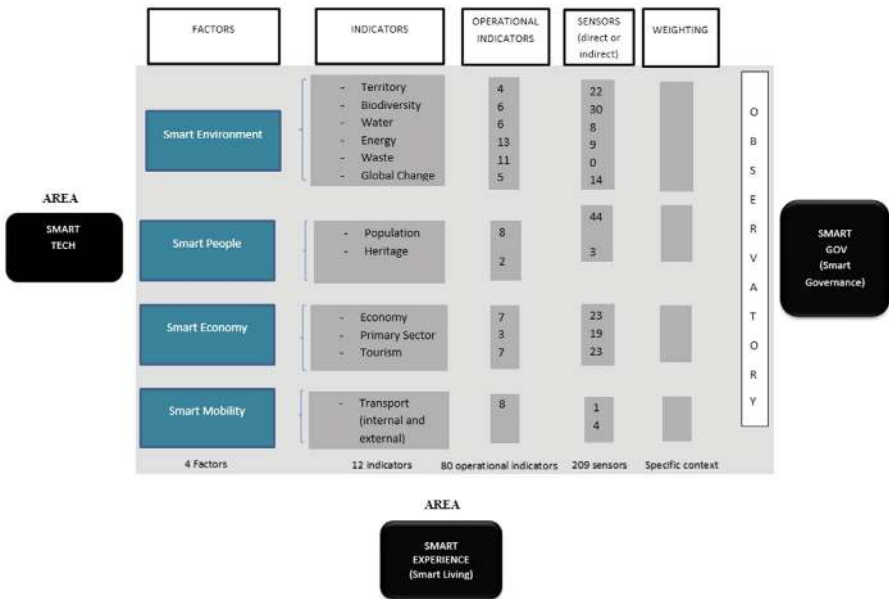 FACTORS
INDICATORS
OPERATIONAL
INDICATORS
SENSORS
(direct or
indirect)
WEIGHTING
Smart Environment
- Territory
- Biodiversity
- Water
- Energy
- Waste
- Global Change
4
6
6
13
11
5
22
30
8
9
0
14
AREA
SMART
TECH
Smart People
- Population
- Heritage
8
2
44
3
Smart Economy
- Economy
- Primary Sector
- Tourism
7
3
7
23
19
23
Smart Mobility
- Transport
(internal and
external)
8
1
4
O
B
S
E
R
V
A
T
O
R
Y
SMART
GOV
(Smart
Governance)
4 Factors
12 indicators
80 operational indicators
209 sensors
Specific context
AREA
SMART
EXPERIENCE
(Smart Living)